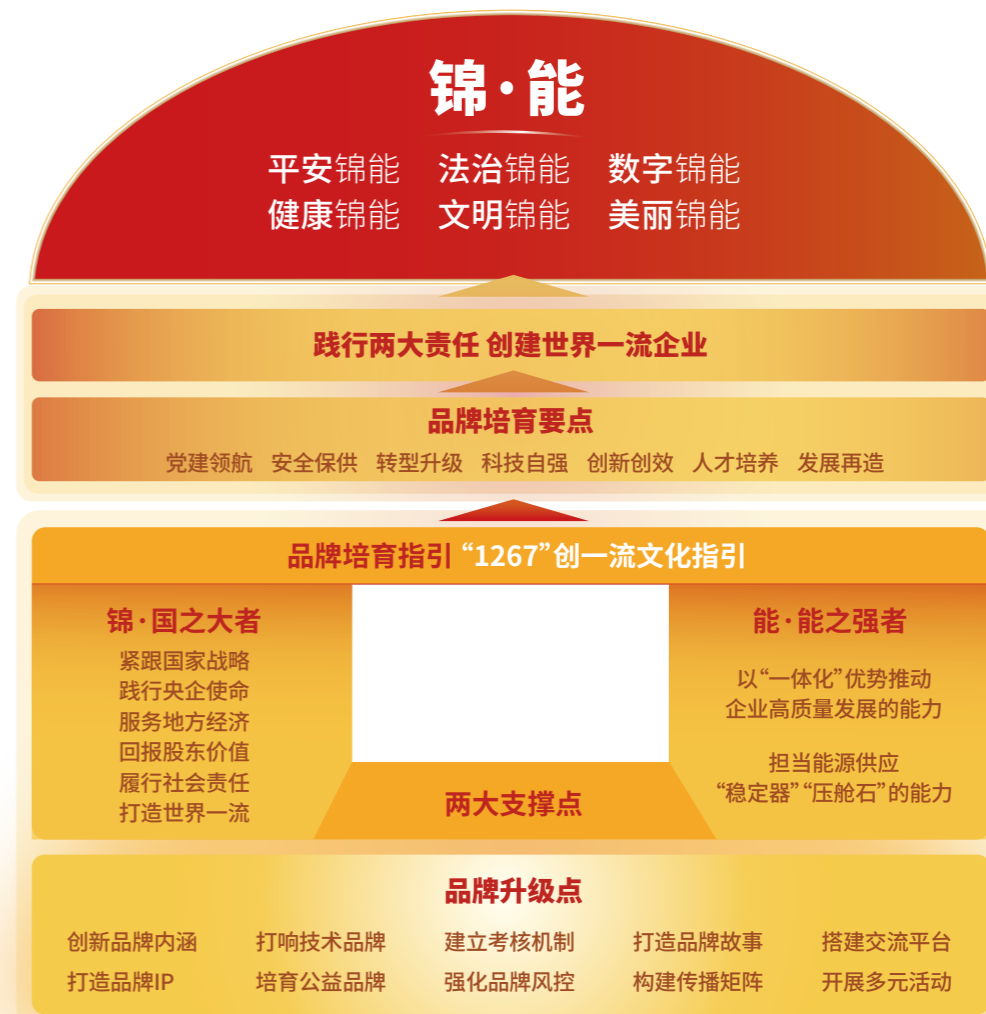 锦·能
平安锦能 法治锦能 数字锦能
健康锦能 文明锦能 美丽锦能
践行两大责任 创建世界一流企业
品牌培育要点
党建领航 安全保供 转型升级 科技自强 创新创效 人才培养 发展再造
品牌培育指引 “1267”创一流文化指引
锦·国之大者
紧跟国家战略
践行央企使命
服务地方经济
回报股东价值
履行社会责任
打造世界一流
能·能之强者
以“一体化”优势推动
企业高质量发展的能力
担当能源供应
“稳定器”“压舱石”的能力
两大支撑点
品牌升级点
创新品牌内涵 打响技术品牌 建立考核机制 打造品牌故事 搭建交流平台
打造品牌IP 培育公益品牌 强化品牌风控 构建传播矩阵 开展多元活动